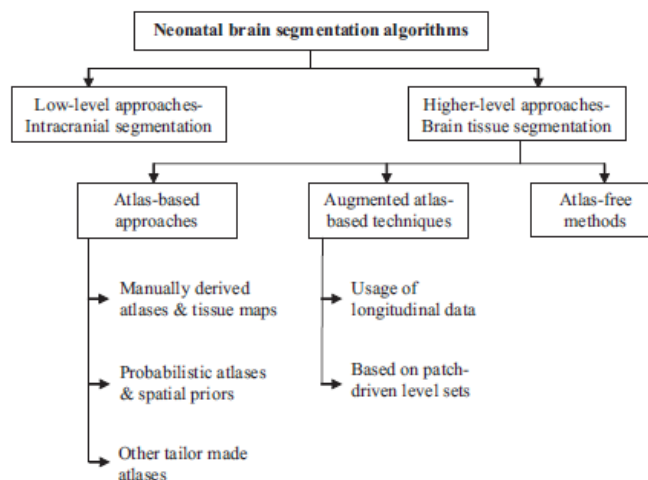 Neonatal brain segmentation algorithms
Low-level approaches-
Intracranial segmentation
Higher-level approaches-
Brain tissue segmentation
Atlas-based
approaches
Augmented atlas-
based techniques
Atlas-free
methods
Manually derived
atlases & tissue maps
Probabilistic atlases
& spatial priors
Other tailor made
atlases
Usage of
longitudinal data
Based on patch-
driven level sets